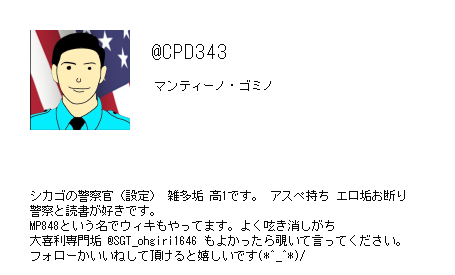 @CPD343
マンティーノ・ゴミノ
シカゴの警察官（設定） 雑多垢 高1です。 アスペ持ち エロ垢お断り
警察と読書が好きです。
MP848という名でウィキもやってます。よく呟き消しがち
大喜利専門垢 @SGT_ohgiri1646 もよかったら覗いて言ってください。
フォローかいいねして頂けると嬉しいです(*^_^*)/